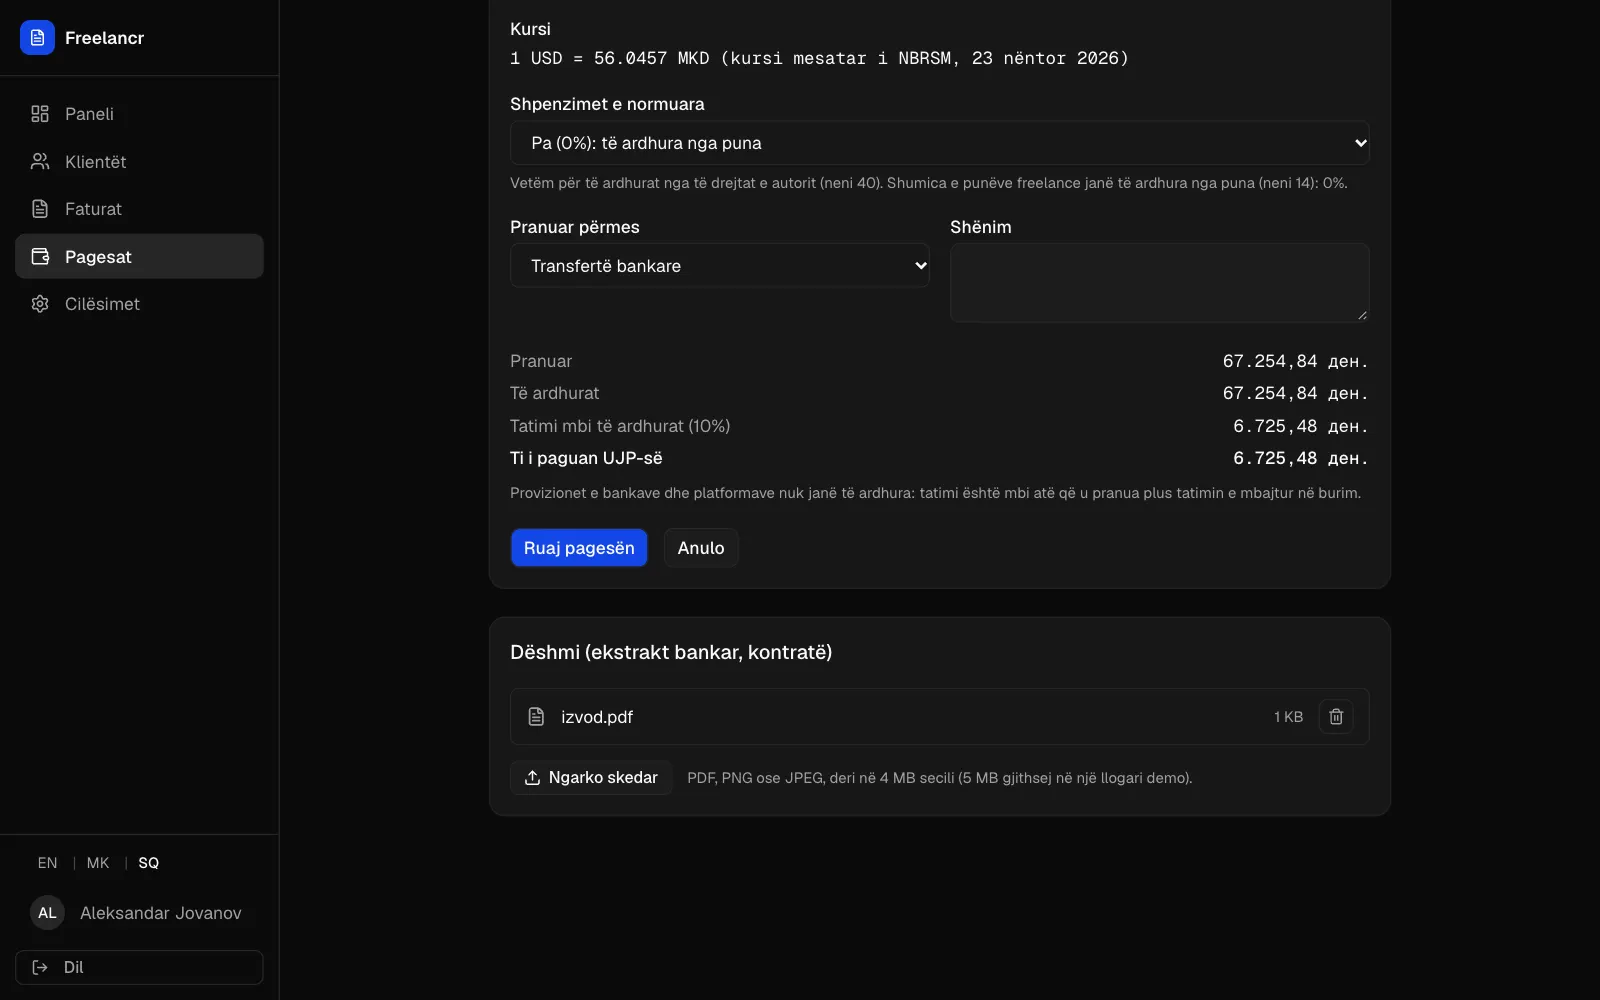 Freelancr
Paneli
Klientët
Faturat
Pagesat
Cilësimet
EN | MK | SQ
AL Aleksandar Jovanov
Dil
Kursi
1 USD = 56.0457 MKD (kursi mesatar i NBRSM, 23 nëntor 2026)
Shpenzimet e normuara
Pa (0%): të ardhura nga puna
Vetëm për të ardhurat nga të drejtat e autorit (neni 40). Shumica e punëve freelance janë të ardhura nga puna (neni 14): 0%.
Pranuar përmes
Transfertë bankare
Shënim
Pranuar 67.254,84 ден.
Të ardhurat 67.254,84 ден.
Tatimi mbi të ardhurat (10%) 6.725,48 ден.
Ti i paguan UJP-së 6.725,48 ден.
Provizionet e bankave dhe platformave nuk janë të ardhura: tatimi është mbi atë që u pranua plus tatimin e mbajtur në burim.
Ruaj pagesën Anulo
Dëshmi (ekstrakt bankar, kontratë)
izvod.pdf 1 KB
Ngarko skedar PDF, PNG ose JPEG, deri në 4 MB secili (5 MB gjithsej në një llogari demo).